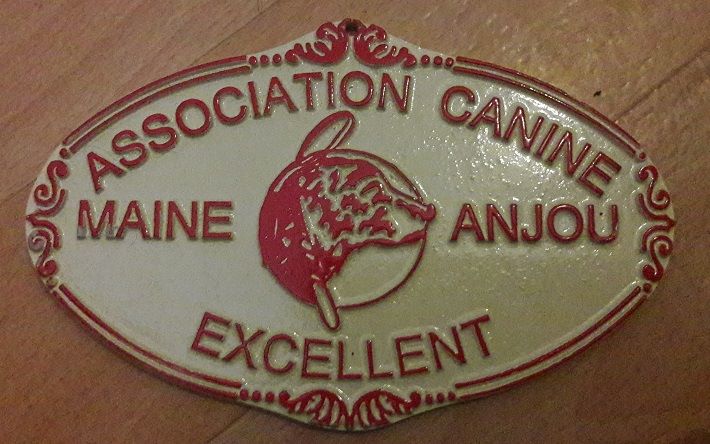 ASSOCIATION CANINE
MAINE ANJOU
EXCELLENT